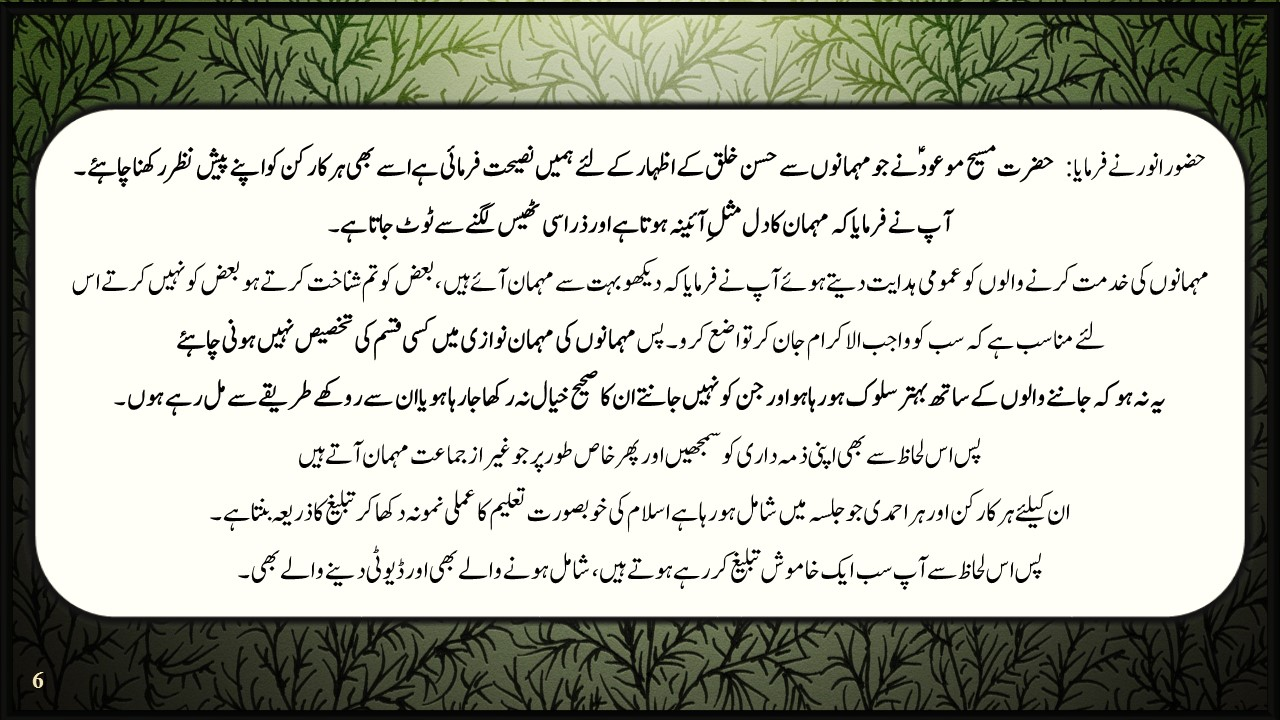 حضور انور نے فرمایا: حضرت مسیح موعودؑ نے جو مہمانوں سے حسن خلق کے اظہار کے لئے ہمیں نصیحت فرمائی ہے اسے بھی ہر کارکن کو اپنے پیش نظر رکھنا چاہئے۔
آپ نے فرمایا کہ مہمان کا دل مثلِ آئینہ ہوتا ہے اور ذرا سی ٹھیس لگنے سے ٹوٹ جاتا ہے۔
مہمانوں کی خدمت کرنے والوں کو عمومی ہدایت دیتے ہوئے آپ نے فرمایا کہ دیکھو بہت سے مہمان آئے ہیں، بعض کو تم شناخت کرتے ہو بعض کو نہیں کرتے اس
لئے مناسب ہے کہ سب کو واجب الاکرام جان کر تواضع کرو۔ پس مہمانوں کی مہمان نوازی میں کسی قسم کی تخصیص نہیں ہونی چاہئے
یہ نہ ہو کہ جاننے والوں کے ساتھ بہتر سلوک ہو رہا ہو اور جن کو نہیں جانتے ان کا صحیح خیال نہ رکھا جا رہا ہو یا ان سے روکھے طریقے سے مل رہے ہوں۔
پس اس لحاظ سے بھی اپنی ذمہ داری کو سمجھیں اور پھر خاص طور پر جو غیر از جماعت مہمان آتے ہیں
ان کیلئے ہر کارکن اور ہر احمدی جو جلسہ میں شامل ہو رہا ہے اسلام کی خوبصورت تعلیم کا عملی نمونہ دکھا کر تبلیغ کا ذریعہ بنتا ہے۔
پس اس لحاظ سے آپ سب ایک خاموش تبلیغ کر رہے ہوتے ہیں، شامل ہونے والے بھی اور ڈیوٹی دینے والے بھی۔
6